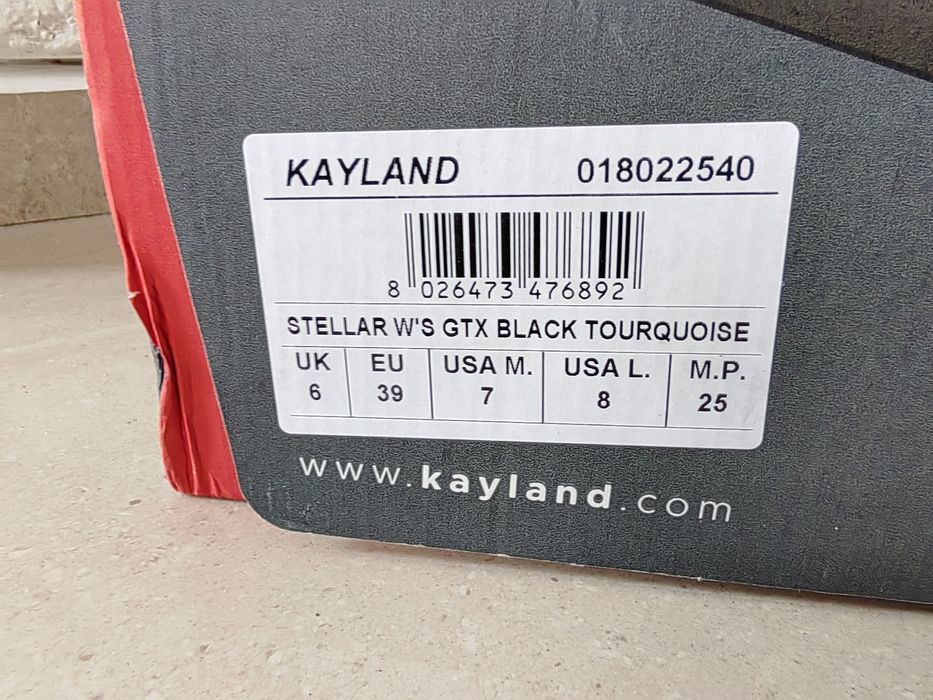 KAYLAND 018022540
8 026473 476892
STELLAR W'S GTX BLACK TOURQUOISE
UK EU USA M. USA L. M.P.
6 39 7 8 25
www.kayland.com